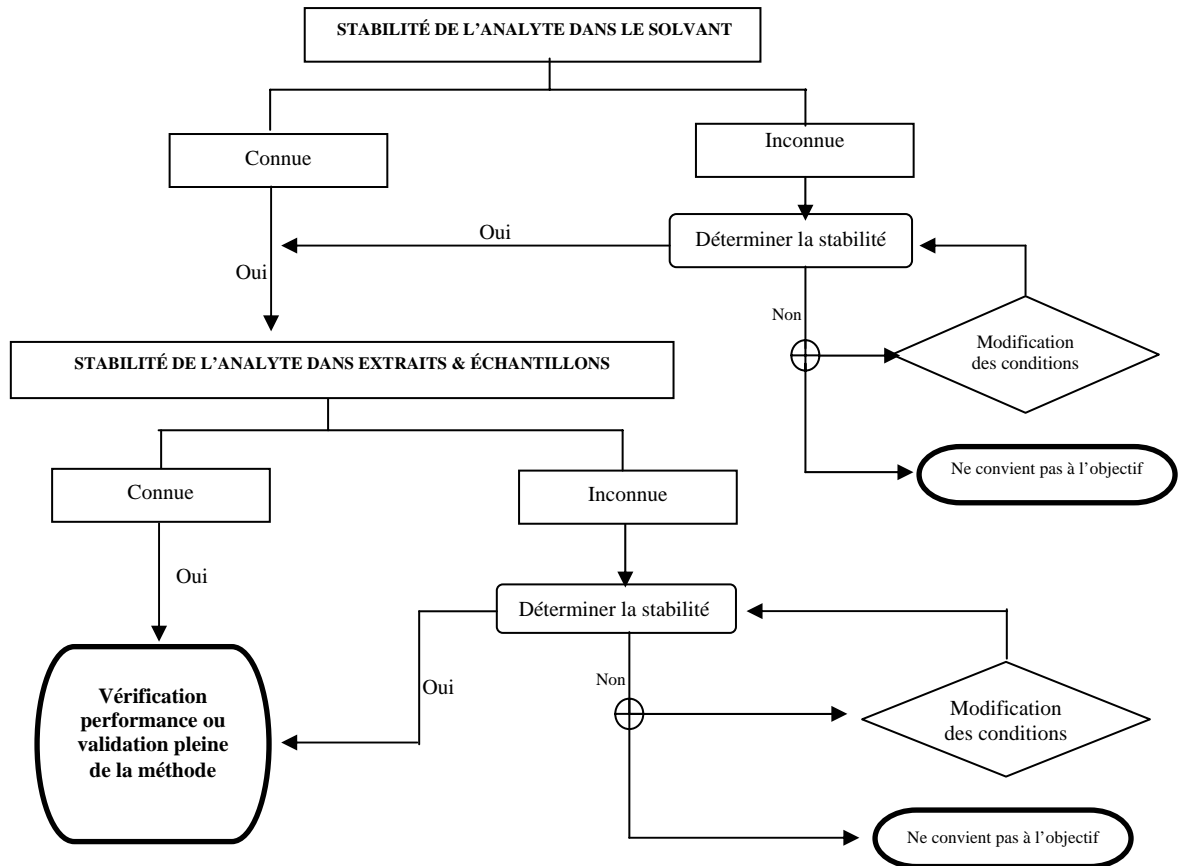 STABILITÉ DE L'ANALYTE DANS LE SOLVANT
Connue
Inconnue
Oui
Déterminer la stabilité
Oui
Non
Modification
des conditions
STABILITÉ DE L'ANALYTE DANS EXTRAITS & ÉCHANTILLONS
Ne convient pas à l'objectif
Connue
Inconnue
Oui
Déterminer la stabilité
Oui
Non
Vérification
performance ou
validation pleine
de la méthode
Modification
des conditions
Ne convient pas à l'objectif